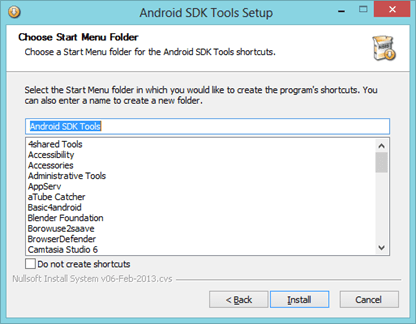 Android SDK Tools Setup
Choose Start Menu Folder
Choose a Start Menu folder for the Android SDK Tools shortcuts.
Select the Start Menu folder in which you would like to create the program's shortcuts. You
can also enter a name to create a new folder.
Android SDK Tools
4shared Tools
Accessibility
Accessories
Administrative Tools
AppServ
aTube Catcher
Basic4android
Blender Foundation
Borowuse2saave
BrowserDefender
Camtasia Studio 6
Do not create shortcuts
Nullsoft Install System v06-Feb-2013.cvs
< Back
Install
Cancel